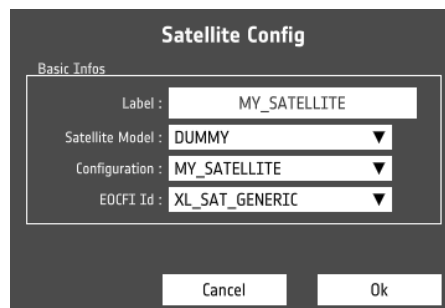 Satellite Config
Basic Infos
Label : MY_SATELLITE
Satellite Model : DUMMY
Configuration : MY_SATELLITE
EOCFI Id : XL_SAT_GENERIC
Cancel Ok